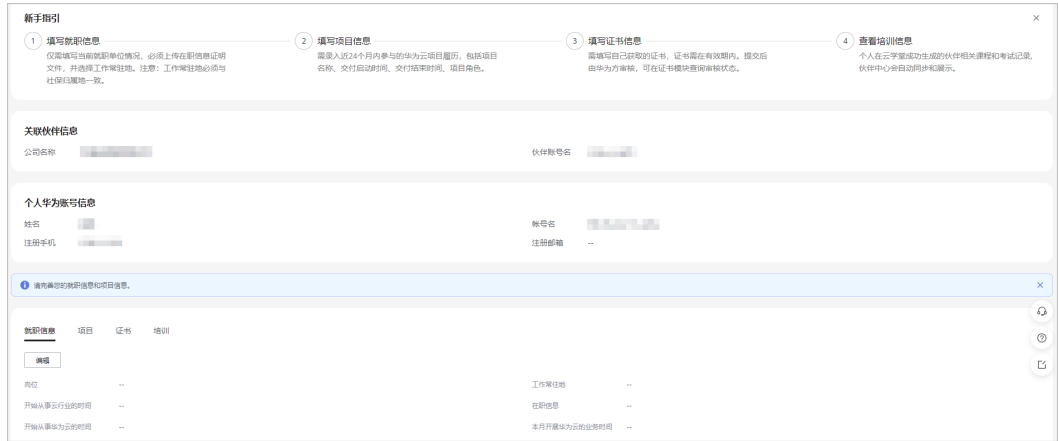 新手指引
1 填写就职信息
仅需填写当前就职单位情况，必须上传在职信息证明
文件，并选择工作常驻地。注意：工作常驻地必须与
社保归属地一致。
2 填写项目信息
需录入近24个月内参与的华为云项目履历，包括项目
名称、交付启动时间、交付结束时间、项目角色。
3 填写证书信息
需填写自己获取的证书，证书需在有效期内。提交后
由华为方审核，可在证书模块查询审核状态。
4 查看培训信息
个人在云学堂成功生成的伙伴相关课程和考试记录，
伙伴中心会自动同步和展示。
关联伙伴信息
公司名称 伙伴账号名
个人华为账号信息
姓名 帐号名
注册手机 注册邮箱 --
请完善您的就职信息和项目信息。
就职信息 项目 证书 培训
编辑
岗位 -- 工作常住地 --
开始从事云行业的时间 -- 在职信息 --
开始从事华为云的时间 -- 本月开展华为云的业务时间 --